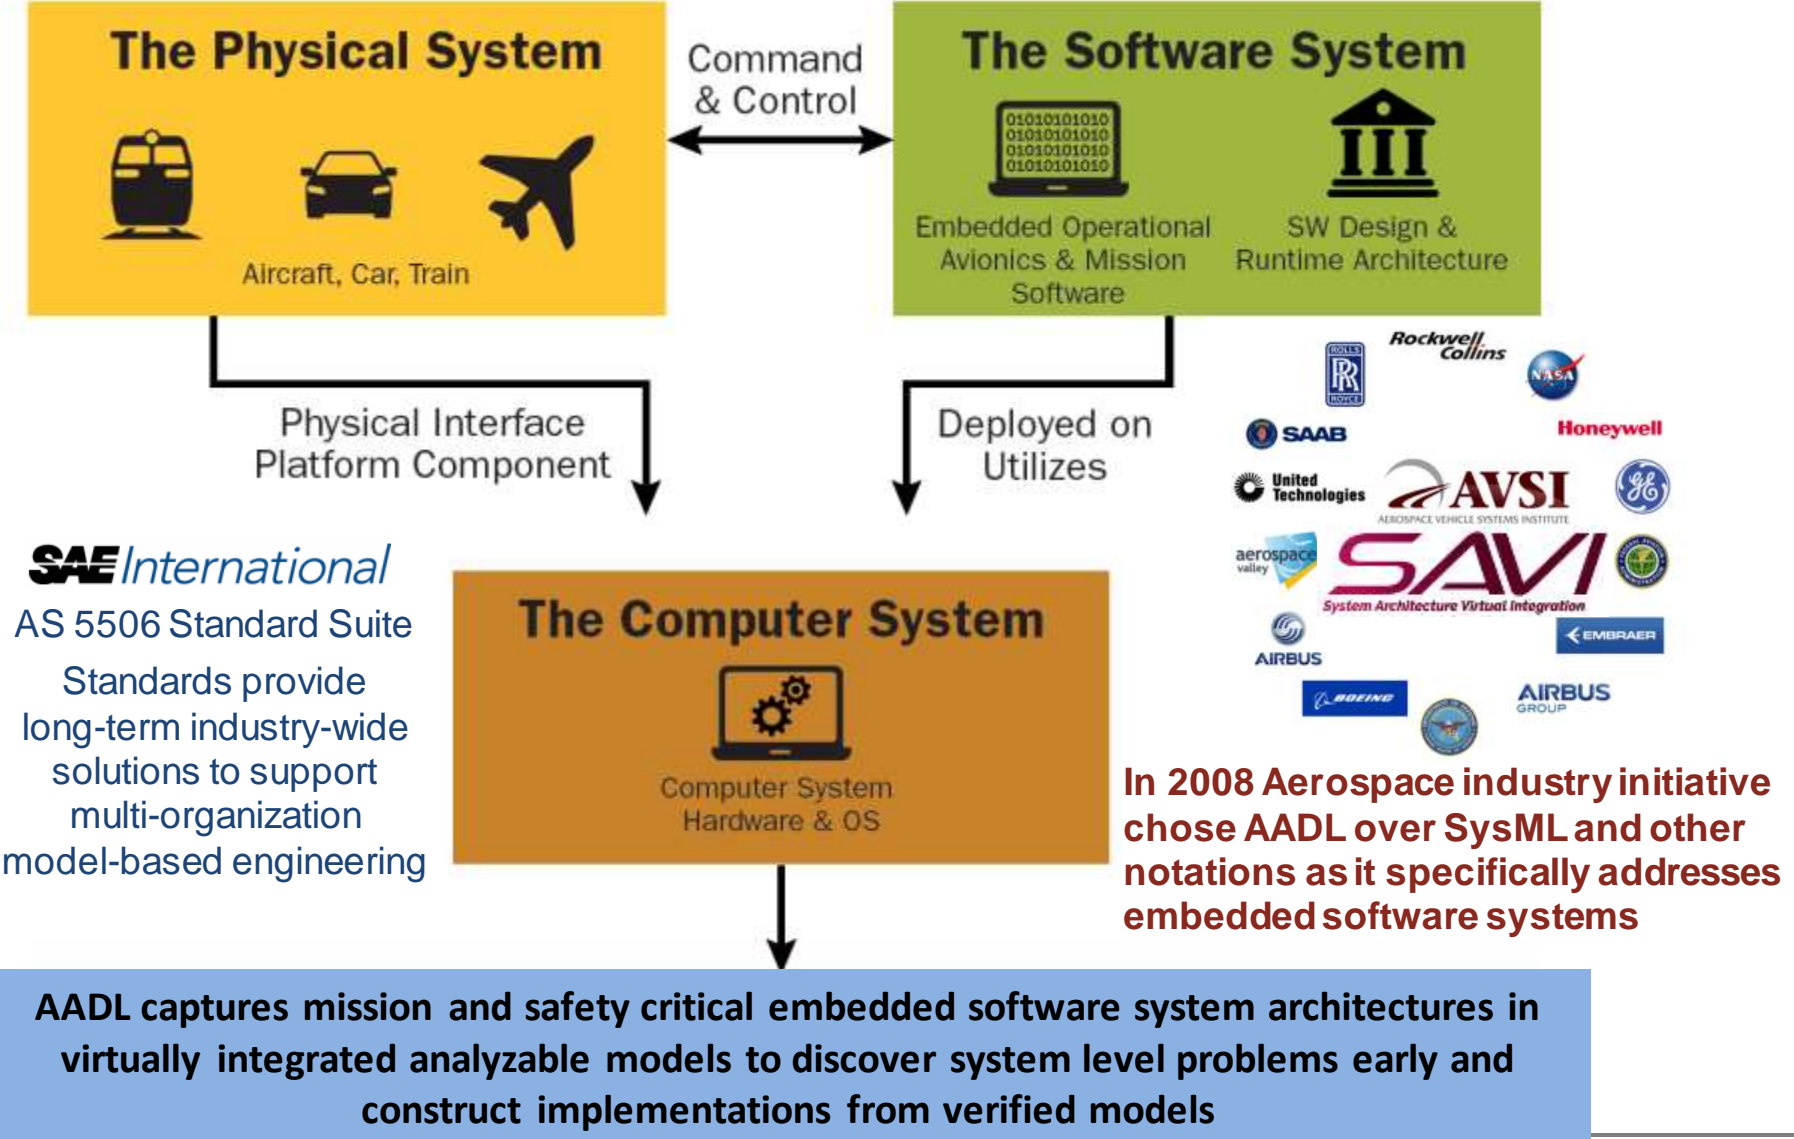 The Physical System
Aircraft, Car, Train
Command
& Control
The Software System
01010101010
01010101010
01010101010
01010101010
Embedded Operational
Avionics & Mission
Software
SW Design &
Runtime Architecture
Physical Interface
Platform Component
Deployed on
Utilizes
ROLLS
RR
ROYCE
Rockwell
Collins
NASA
SAAB
Honeywell
United
Technologies
AVSI
AEROSPACE VEHICLE SYSTEMS INSTITUTE
GE
aerospace
valley
SAVI
System Architecture Virtual Integration
AIRBUS
EMBRAER
BOEING
AIRBUS
GROUP
SAE International
AS 5506 Standard Suite
Standards provide
long-term industry-wide
solutions to support
multi-organization
model-based engineering
The Computer System
Computer System
Hardware & OS
In 2008 Aerospace industry initiative
chose AADL over SysML and other
notations as it specifically addresses
embedded software systems
AADL captures mission and safety critical embedded software system architectures in
virtually integrated analyzable models to discover system level problems early and
construct implementations from verified models